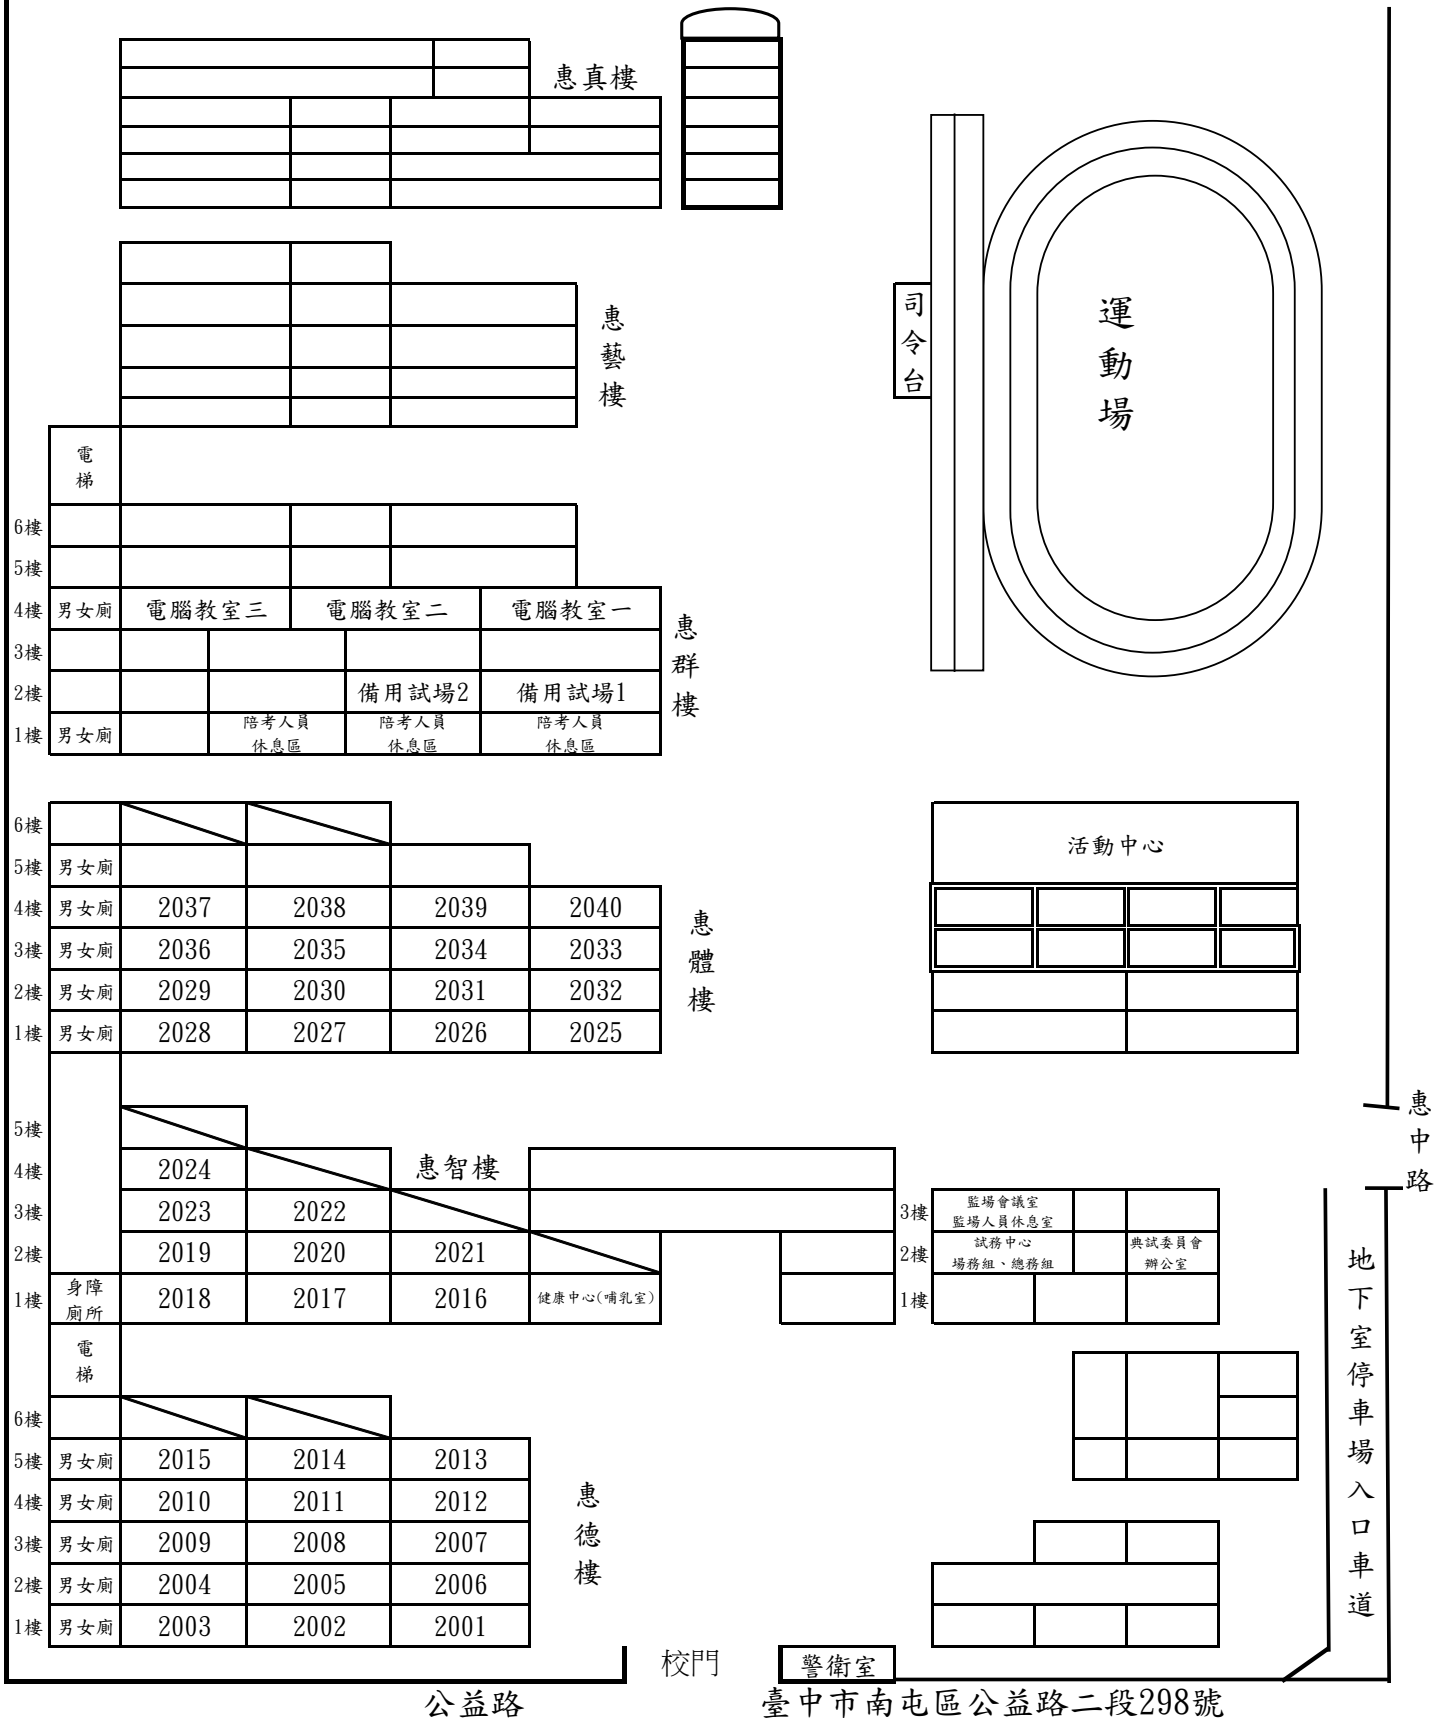 惠真樓
司令台
運動場
惠藝樓
電梯
6樓
5樓
4樓 男女廁 電腦教室三 電腦教室二 電腦教室一
3樓
2樓 備用試場2 備用試場1
1樓 男女廁 陪考人員休息區 陪考人員休息區 陪考人員休息區
惠群樓
6樓
5樓 男女廁
4樓 男女廁 2037 2038 2039 2040
3樓 男女廁 2036 2035 2034 2033
2樓 男女廁 2029 2030 2031 2032
1樓 男女廁 2028 2027 2026 2025
惠體樓
活動中心
惠中路
5樓
4樓 2024 惠智樓
3樓 2023 2022
2樓 2019 2020 2021
1樓 身障廁所 2018 2017 2016 健康中心(哺乳室)
3樓 監場會議室
監場人員休息室
2樓 試務中心
場務組、總務組
典試委員會
辦公室
1樓
地下室停車場入口車道
電梯
6樓
5樓 男女廁 2015 2014 2013
4樓 男女廁 2010 2011 2012
3樓 男女廁 2009 2008 2007
2樓 男女廁 2004 2005 2006
1樓 男女廁 2003 2002 2001
惠德樓
校門
警衛室
公益路
臺中市南屯區公益路二段298號